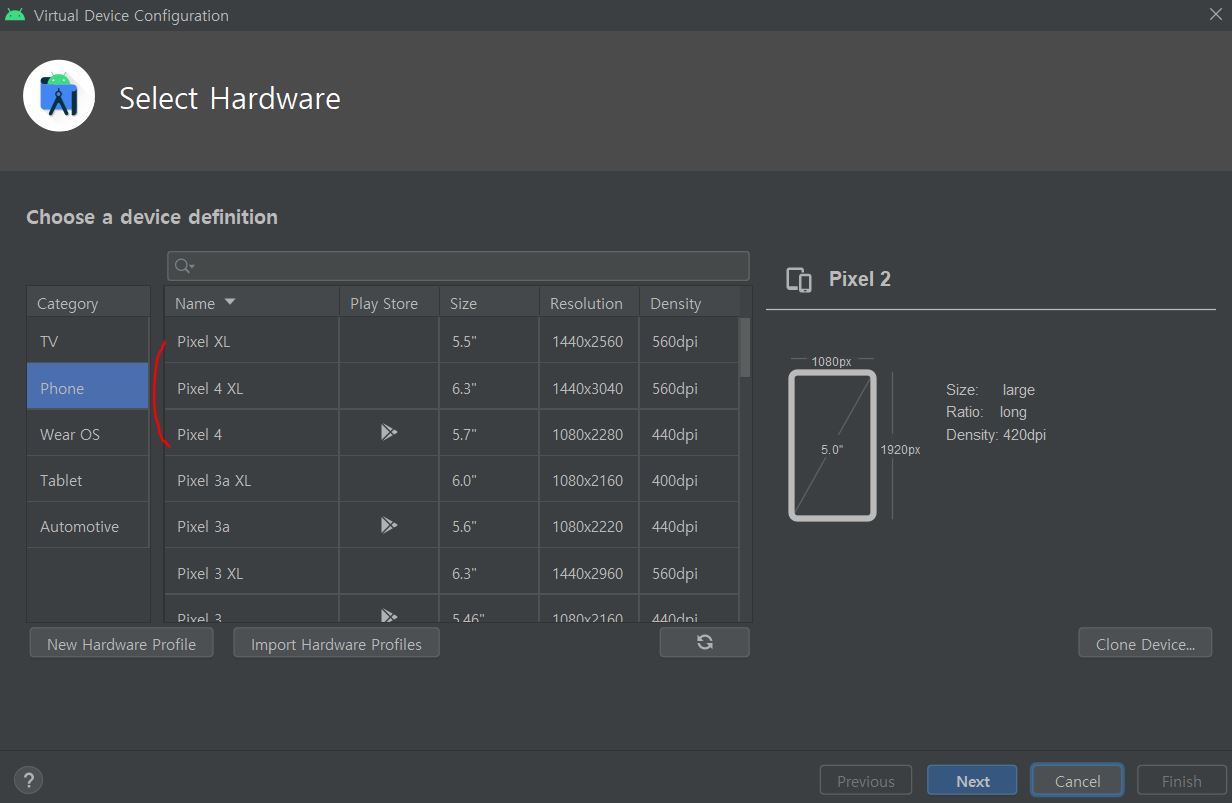 Virtual Device Configuration
Select Hardware
Choose a device definition
Category
TV
Phone
Wear OS
Tablet
Automotive
Name Play Store Size Resolution Density
Pixel XL 5.5" 1440x2560 560dpi
Pixel 4 XL 6.3" 1440x3040 560dpi
Pixel 4 5.7" 1080x2280 440dpi
Pixel 3a XL 6.0" 1080x2160 400dpi
Pixel 3a 5.6" 1080x2220 440dpi
Pixel 3 XL 6.3" 1440x2960 560dpi
Pixel 3 5.46" 1080x2160 440dpi
Pixel 2
1080px
5.0"
1920px
Size: large
Ratio: long
Density: 420dpi
New Hardware Profile Import Hardware Profiles Clone Device...
? Previous Next Cancel Finish